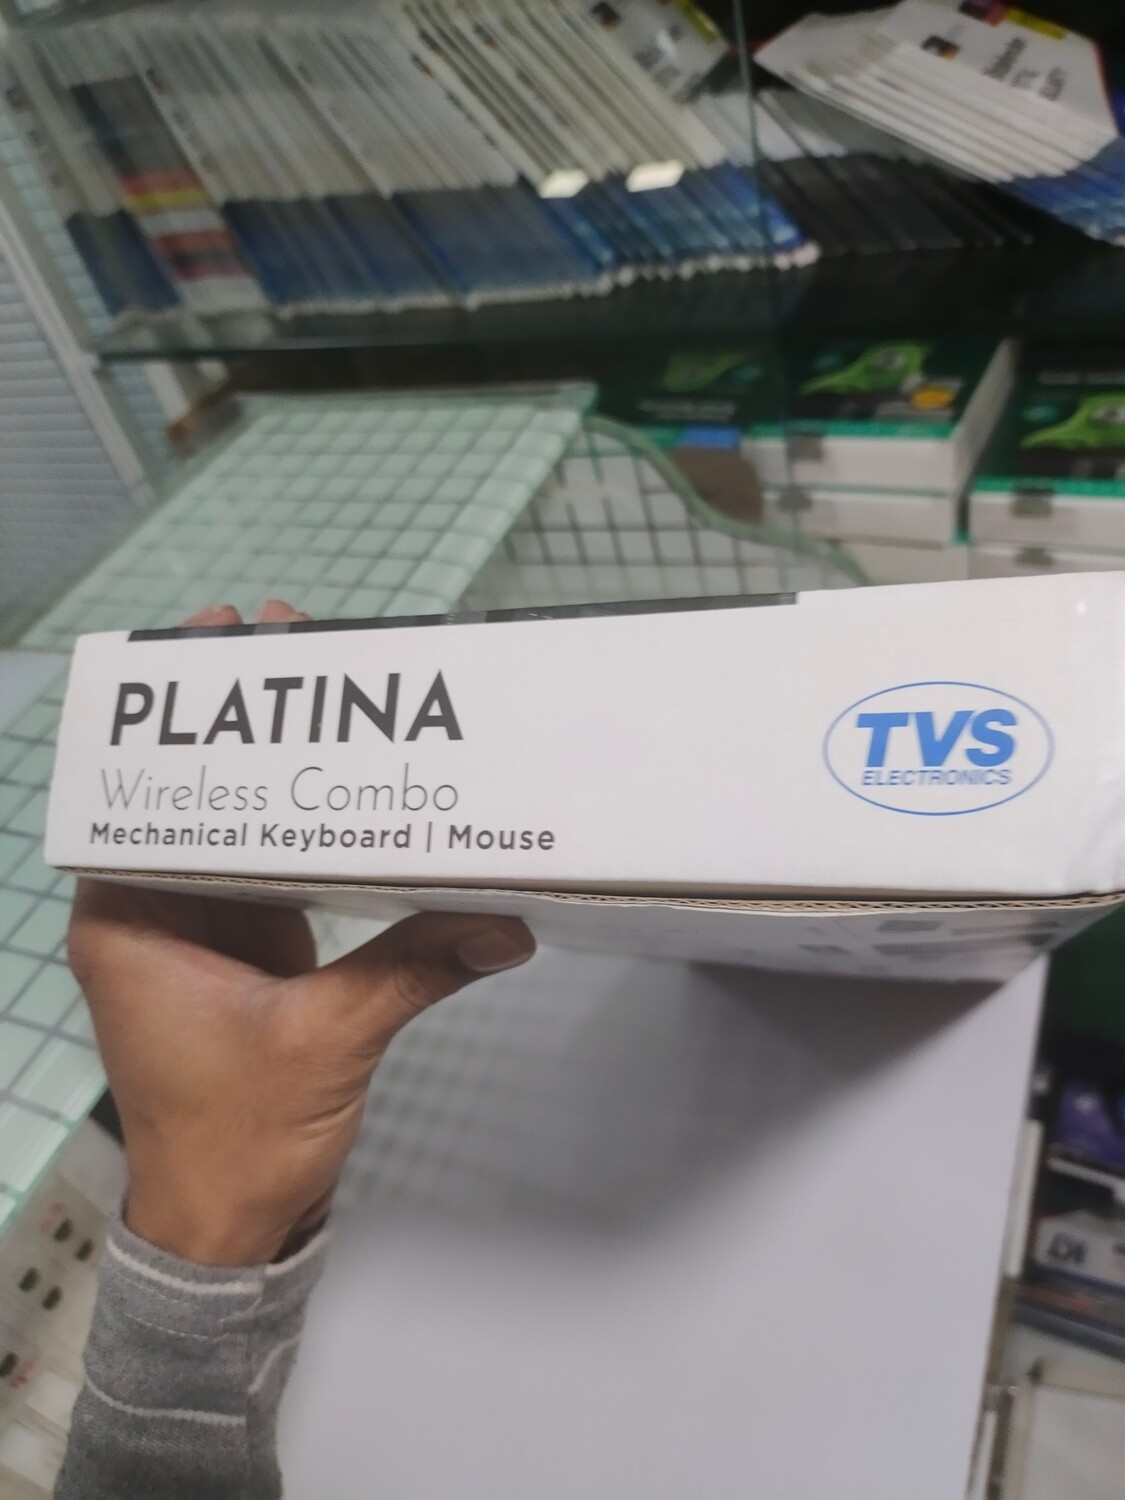 PLATINA
Wireless Combo
Mechanical Keyboard | Mouse
TVS
ELECTRONICS